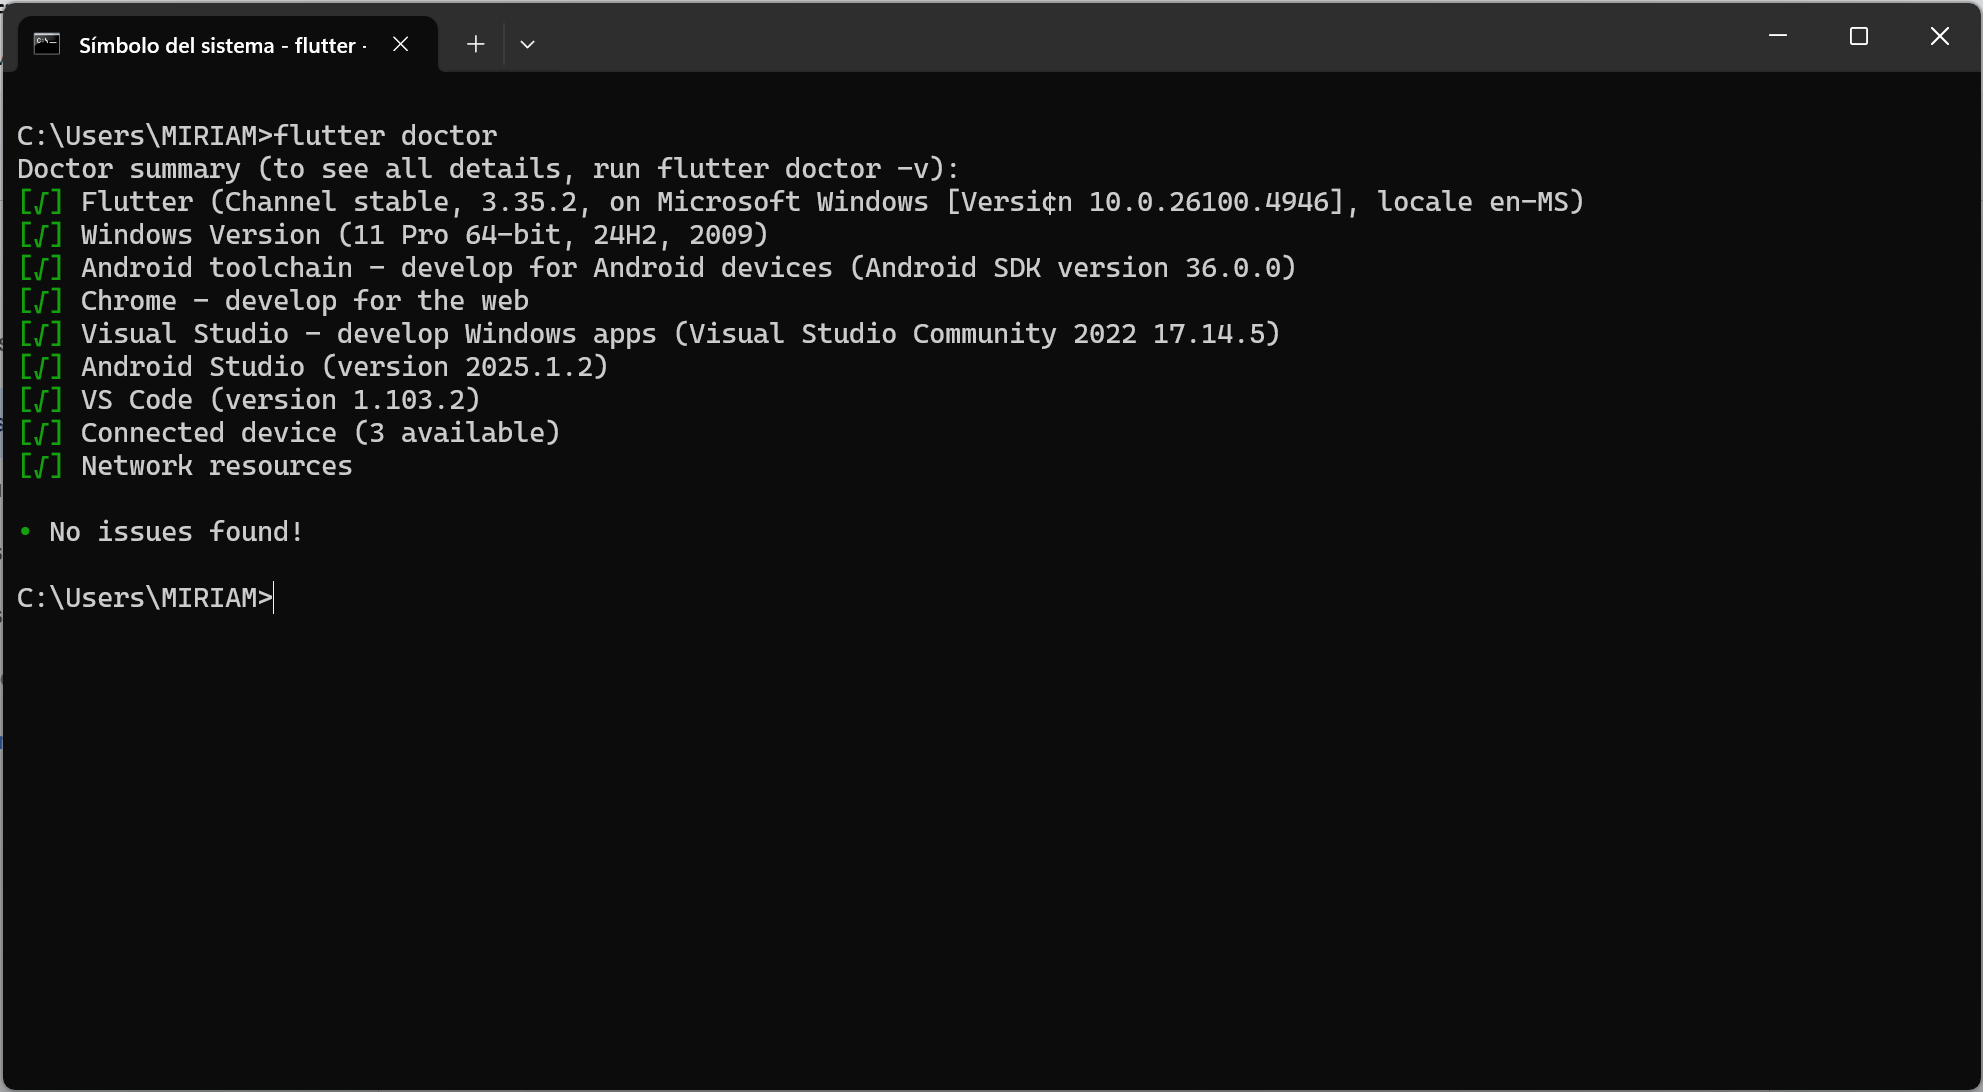 Símbolo del sistema - flutter -
C:\Users\MIRIAM>flutter doctor
Doctor summary (to see all details, run flutter doctor -v):
[√] Flutter (Channel stable, 3.35.2, on Microsoft Windows [Versi¢n 10.0.26100.4946], locale en-MS)
[√] Windows Version (11 Pro 64-bit, 24H2, 2009)
[√] Android toolchain - develop for Android devices (Android SDK version 36.0.0)
[√] Chrome - develop for the web
[√] Visual Studio - develop Windows apps (Visual Studio Community 2022 17.14.5)
[√] Android Studio (version 2025.1.2)
[√] VS Code (version 1.103.2)
[√] Connected device (3 available)
[√] Network resources
• No issues found!
C:\Users\MIRIAM>